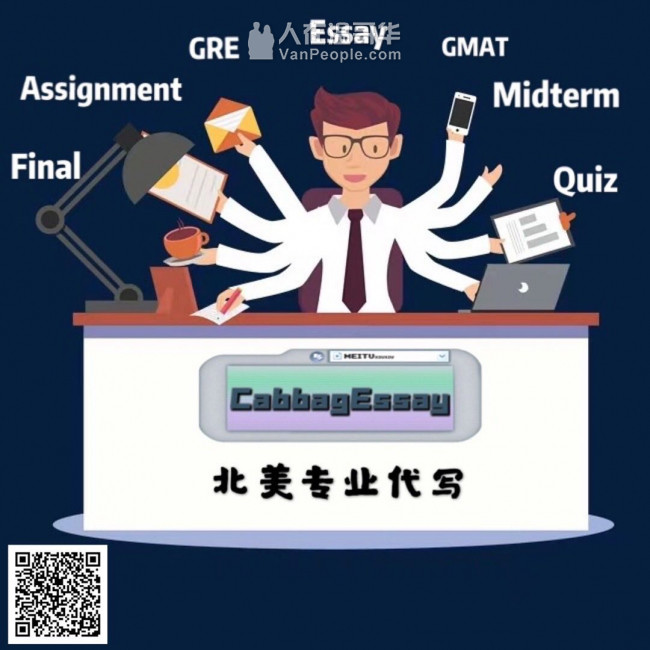 人在温哥华
VanPeople.com
Essay
GRE
GMAT
Assignment
Midterm
Final
Quiz
MEITU
CabbagEssay
北美专业代写